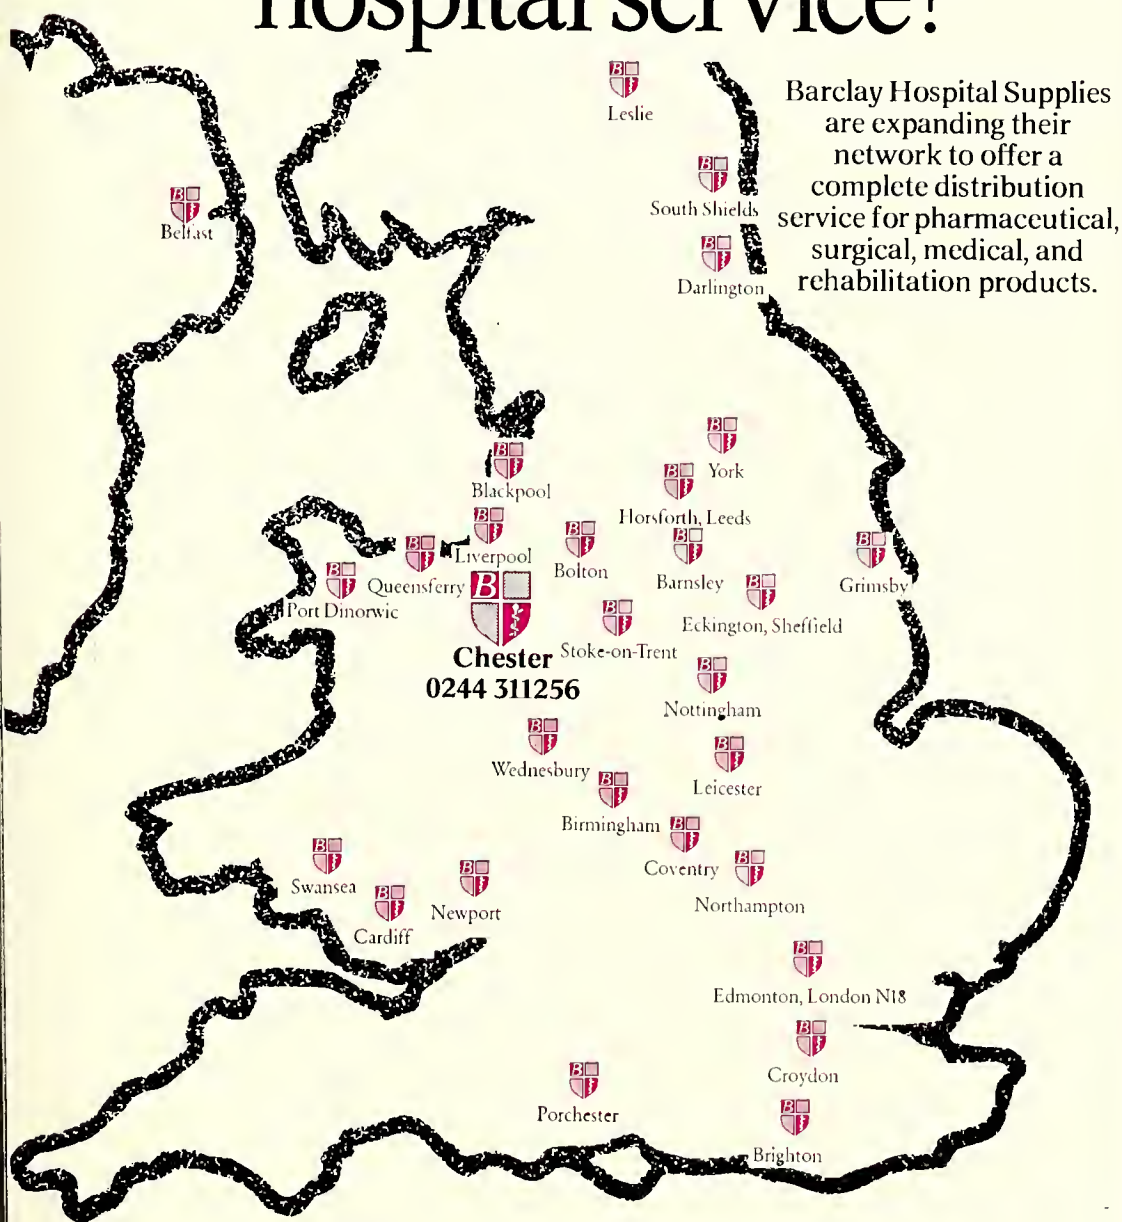 hospital service?
Leslie
Barclay Hospital Supplies
are expanding their
network to offer a
complete distribution
service for pharmaceutical,
surgical, medical, and
rehabilitation products.
South Shields
Belfast
Darlington
York
Blackpool
Horsforth, Leeds
Liverpool
Bolton
Queensferry
Barnsley
Grimsby
Port Dinorwic
B
Eckington, Sheffield
Stoke-on-Trent
Chester
0244 311256
Nottingham
Wednesbury
Leicester
Birmingham
Coventry
Swansea
Newport
Northampton
Cardiff
Edmonton, London N18
Croydon
Porchester
Brighton